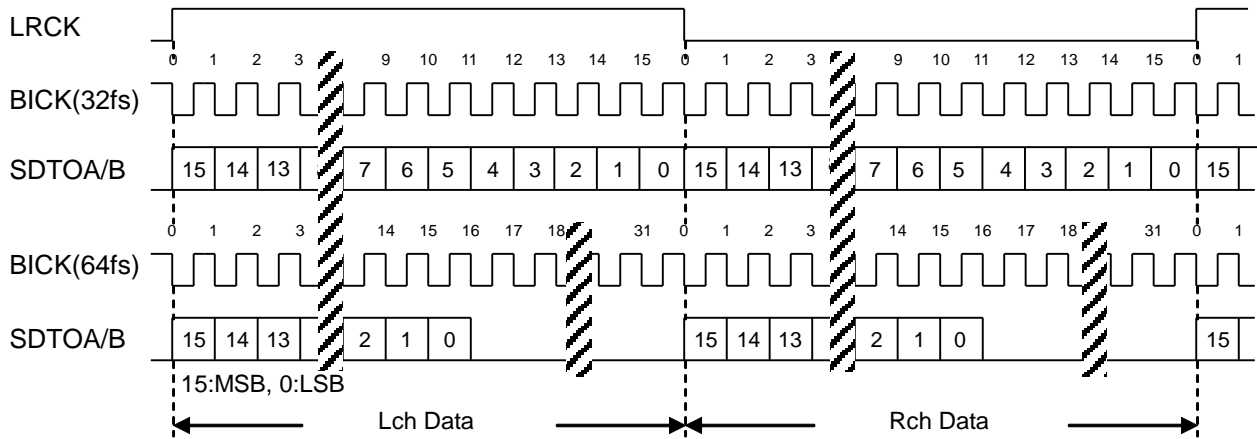 LRCK
0 1 2 3 9 10 11 12 13 14 15 0 1 2 3 9 10 11 12 13 14 15 0 1
BICK(32fs)
SDTOA/B 15 14 13 7 6 5 4 3 2 1 0 15 14 13 7 6 5 4 3 2 1 0 15
0 1 2 3 14 15 16 17 18 31 0 1 2 3 14 15 16 17 18 31 0 1
BICK(64fs)
SDTOA/B 15 14 13 2 1 0 15 14 13 2 1 0 15
15:MSB, 0:LSB
Lch Data Rch Data